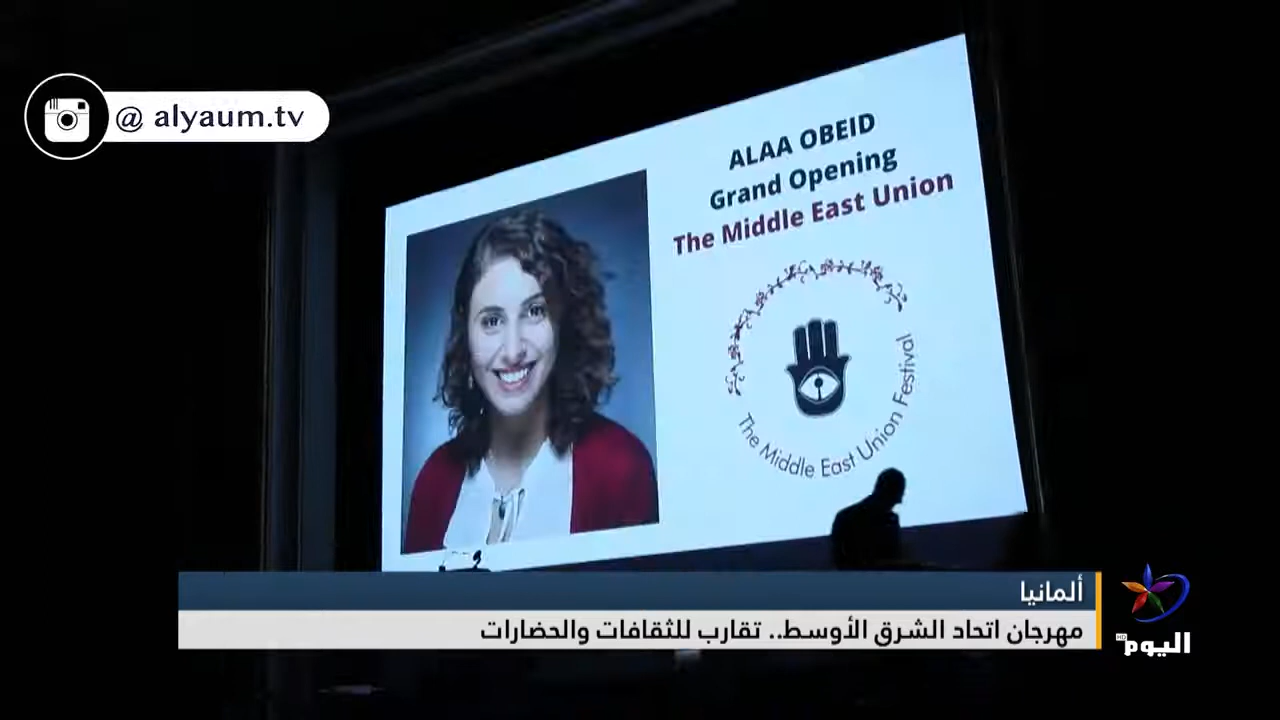 @ alyaum.tv
ALAA OBEID
Grand Opening
The Middle East Union
The Middle East Union Festival
ألمانيا
مهرجان اتحاد الشرق الأوسط.. تقارب للثقافات والحضارات
اليوم
HD